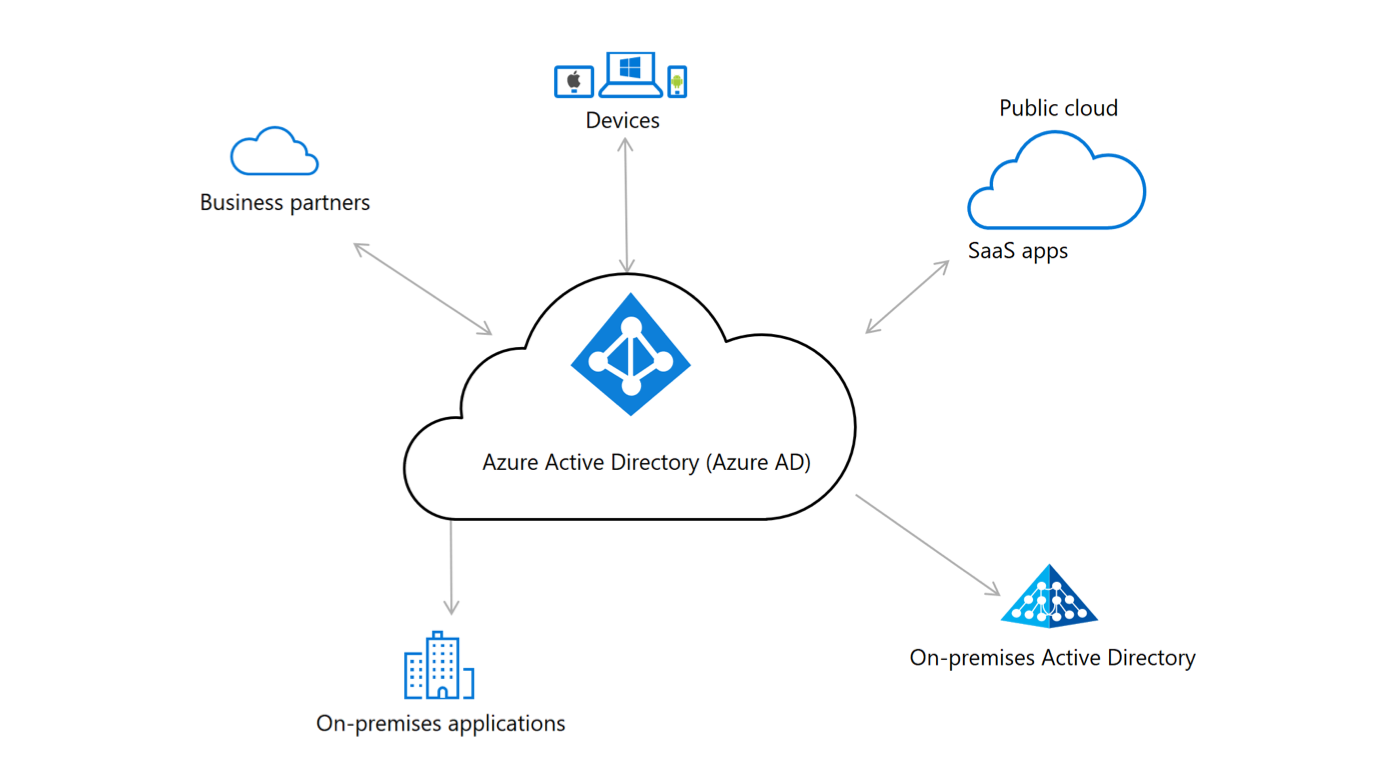 Devices
Public cloud
Business partners
SaaS apps
Azure Active Directory (Azure AD)
On-premises Active Directory
On-premises applications